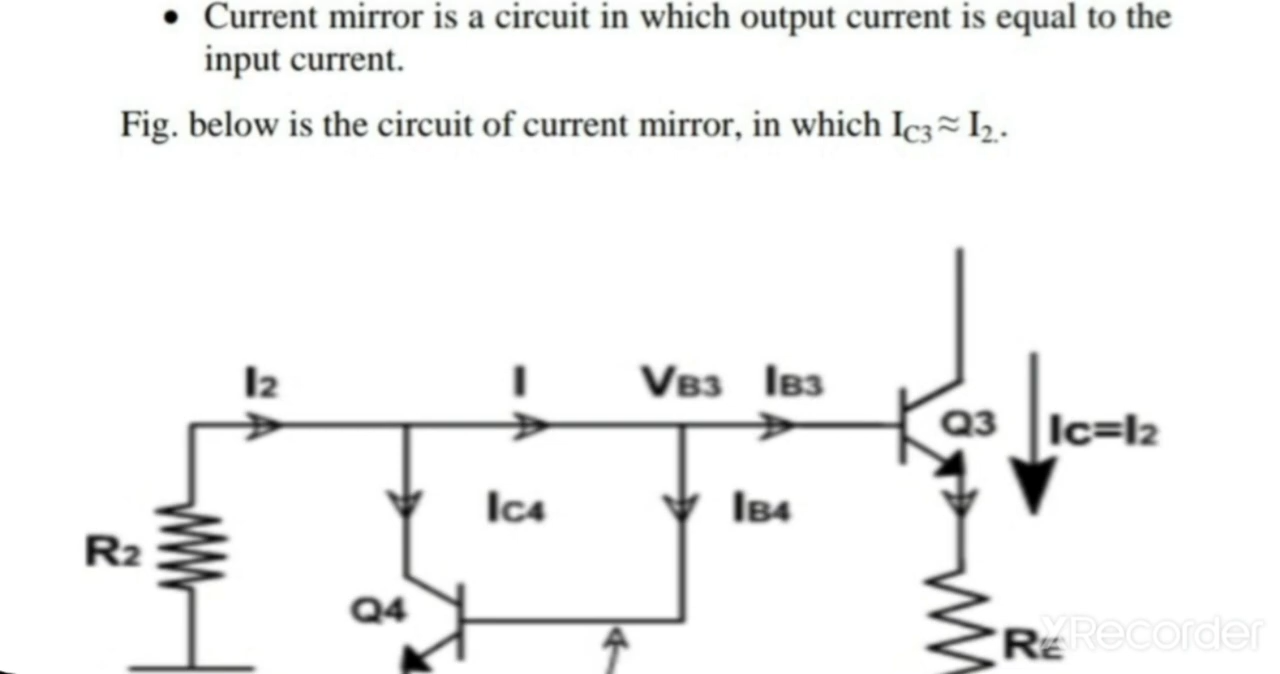 • Current mirror is a circuit in which output current is equal to the
input current.
Fig. below is the circuit of current mirror, in which IC3≈ I2..
I2
I
VB3
IB3
Q3
IC=I2
IC4
IB4
R2
Q4
RE
XRecorder